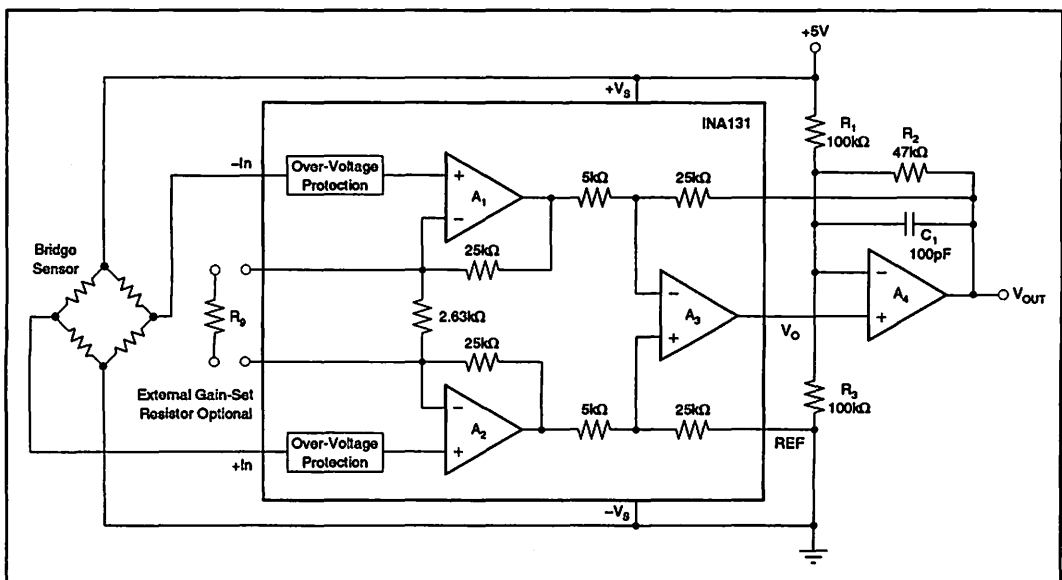 +5V
+Vs
INA131
R1
100kΩ
R2
47kΩ
–In
Over-Voltage
Protection
+
A1
–
5kΩ
25kΩ
C1
100pF
Bridge
Sensor
25kΩ
R9
2.63kΩ
–
A3
+
VO
–
A4
+
VOUT
25kΩ
External Gain-Set
Resistor Optional
–
A2
+
5kΩ
25kΩ
R3
100kΩ
REF
+In
Over-Voltage
Protection
–Vs